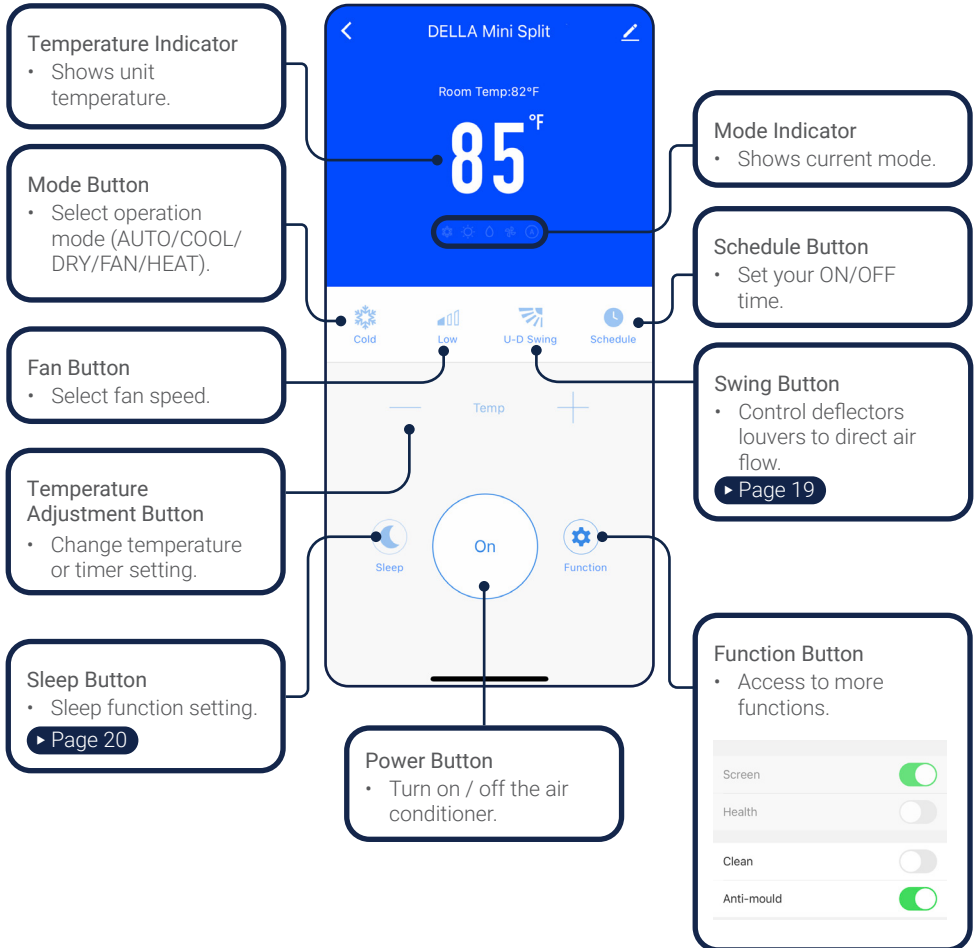 Temperature Indicator
• Shows unit
temperature.
Mode Button
• Select operation
mode (AUTO/COOL/
DRY/FAN/HEAT).
Fan Button
• Select fan speed.
Temperature
Adjustment Button
• Change temperature
or timer setting.
Sleep Button
• Sleep function setting.
▸ Page 20
DELLA Mini Split
Room Temp:82°F
85°F
A
Cold
Low
U-D Swing
Schedule
Temp
Sleep
On
Function
Power Button
• Turn on / off the air
conditioner.
Mode Indicator
• Shows current mode.
Schedule Button
• Set your ON/OFF
time.
Swing Button
• Control deflectors
louvers to direct air
flow.
▸ Page 19
Function Button
• Access to more
functions.
Screen
Health
Clean
Anti-mould